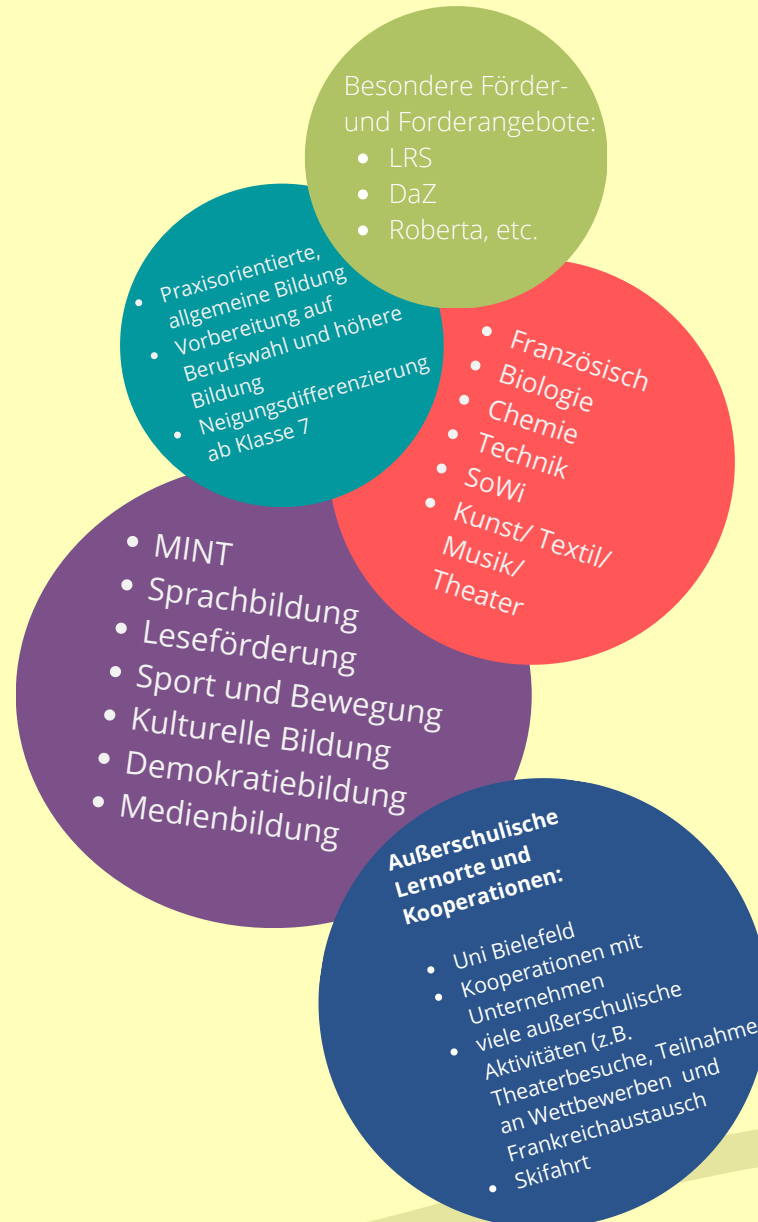 Besondere Förder-
und Forderangebote:
• LRS
• DaZ
• Roberta, etc.
• Praxisorientierte,
allgemeine Bildung
• Vorbereitung auf
Berufswahl und höhere
Bildung
• Neigungsdifferenzierung
ab Klasse 7
• Französisch
• Biologie
• Chemie
• Technik
• SoWi
• Kunst/ Textil/
Musik/
Theater
• MINT
• Sprachbildung
• Leseförderung
• Sport und Bewegung
• Kulturelle Bildung
• Demokratiebildung
• Medienbildung
Außerschulische
Lernorte und
Kooperationen:
• Uni Bielefeld
• Kooperationen mit
Unternehmen
• viele außerschulische
Aktivitäten (z.B.
Theaterbesuche, Teilnahme
an Wettbewerben und
Frankreichaustausch
• Skifahrt